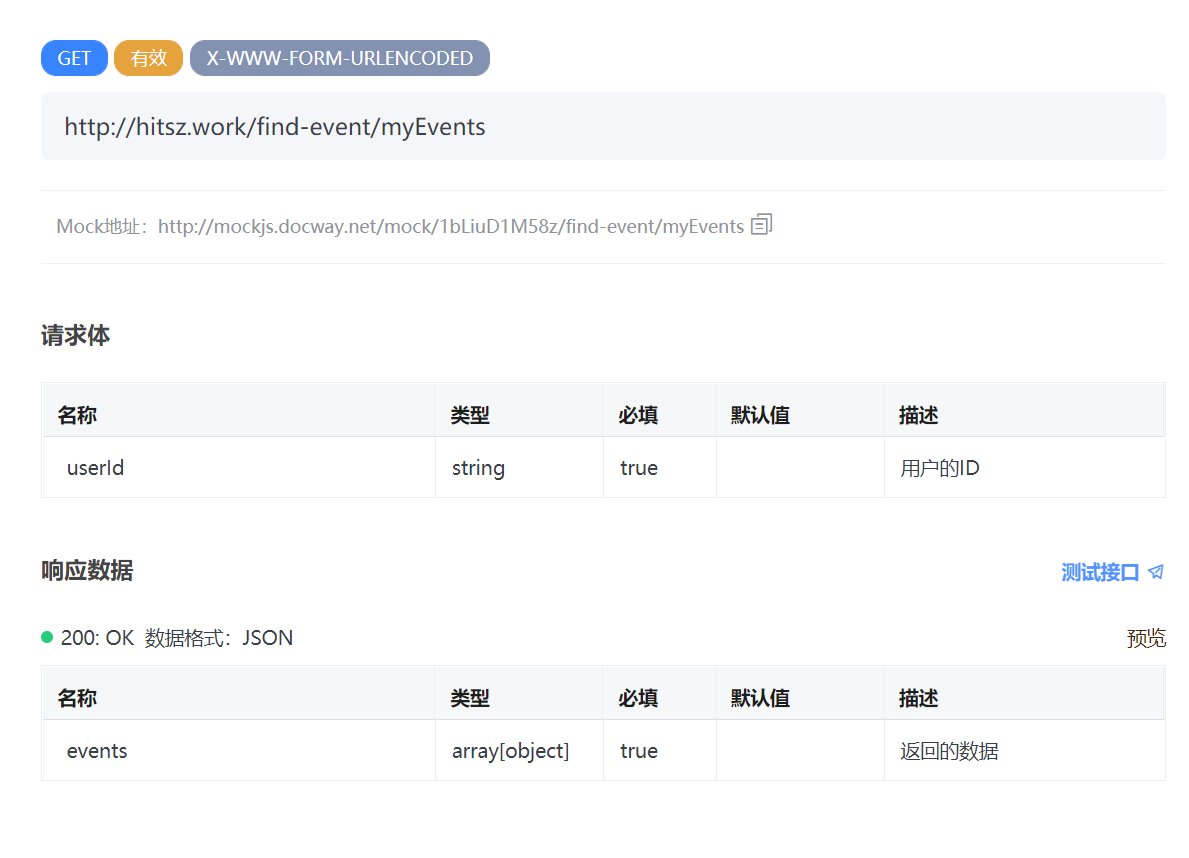 GET 有效 X-WWW-FORM-URLENCODED
http://hitsz.work/find-event/myEvents
Mock地址：http://mockjs.docway.net/mock/1bLiuD1M58z/find-event/myEvents
请求体
名称 类型 必填 默认值 描述
userId string true 用户的ID
响应数据 测试接口
200: OK 数据格式：JSON 预览
名称 类型 必填 默认值 描述
events array[object] true 返回的数据